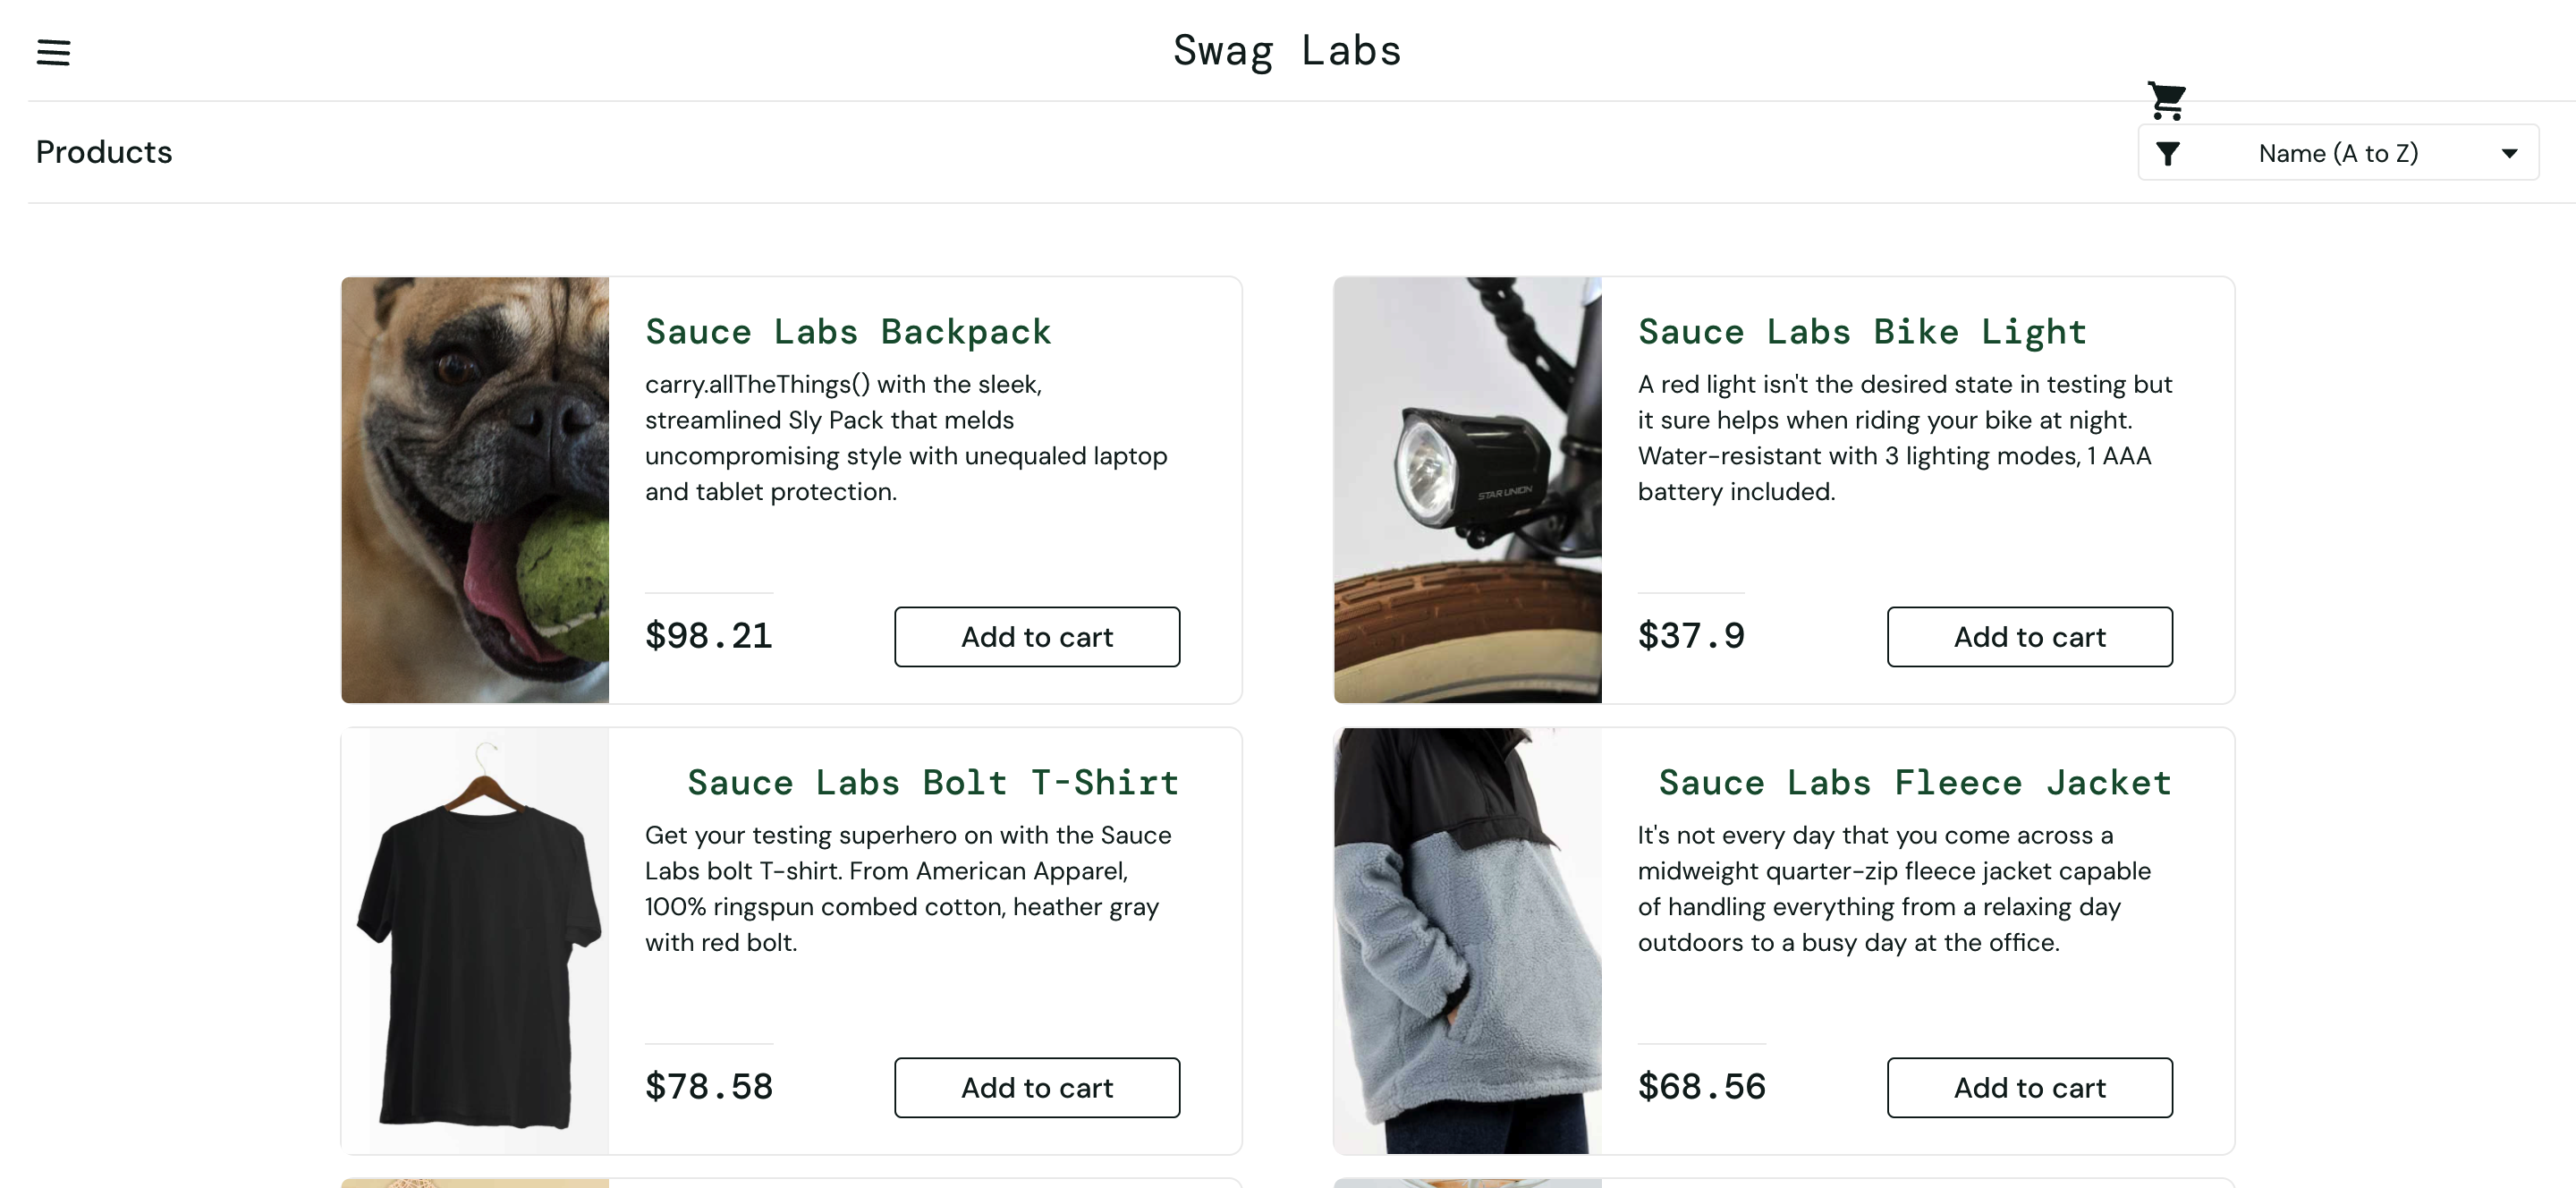 Swag Labs
Products
Name (A to Z)
Sauce Labs Backpack
carry.allTheThings() with the sleek,
streamlined Sly Pack that melds
uncompromising style with unequaled laptop
and tablet protection.
$98.21
Add to cart
Sauce Labs Bike Light
A red light isn't the desired state in testing but
it sure helps when riding your bike at night.
Water-resistant with 3 lighting modes, 1 AAA
battery included.
STAR UNION
$37.9
Add to cart
Sauce Labs Bolt T-Shirt
Get your testing superhero on with the Sauce
Labs bolt T-shirt. From American Apparel,
100% ringspun combed cotton, heather gray
with red bolt.
$78.58
Add to cart
Sauce Labs Fleece Jacket
It's not every day that you come across a
midweight quarter-zip fleece jacket capable
of handling everything from a relaxing day
outdoors to a busy day at the office.
$68.56
Add to cart